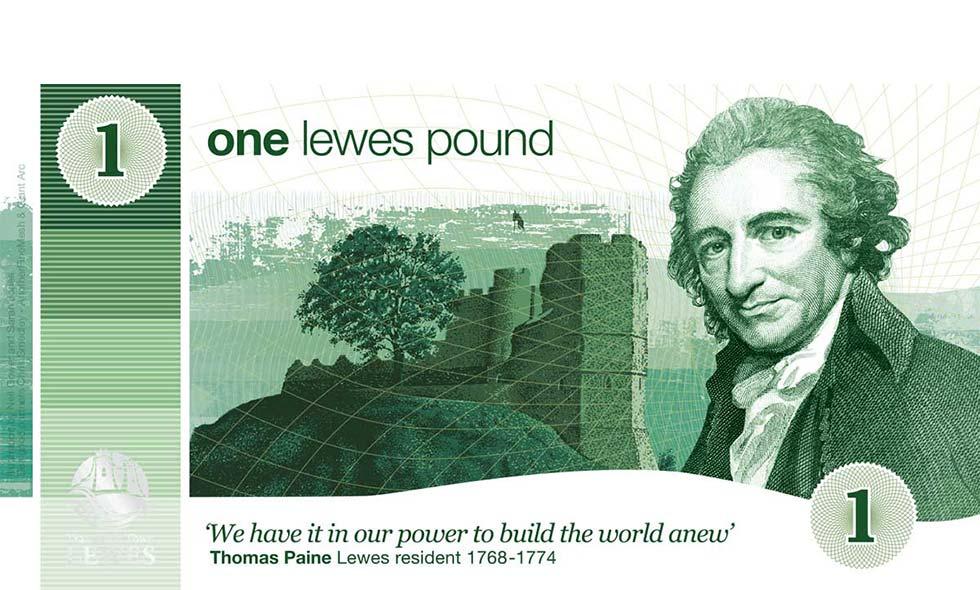 1
one lewes pound
'We have it in our power to build the world anew'
Thomas Paine Lewes resident 1768-1774
LEWES
1